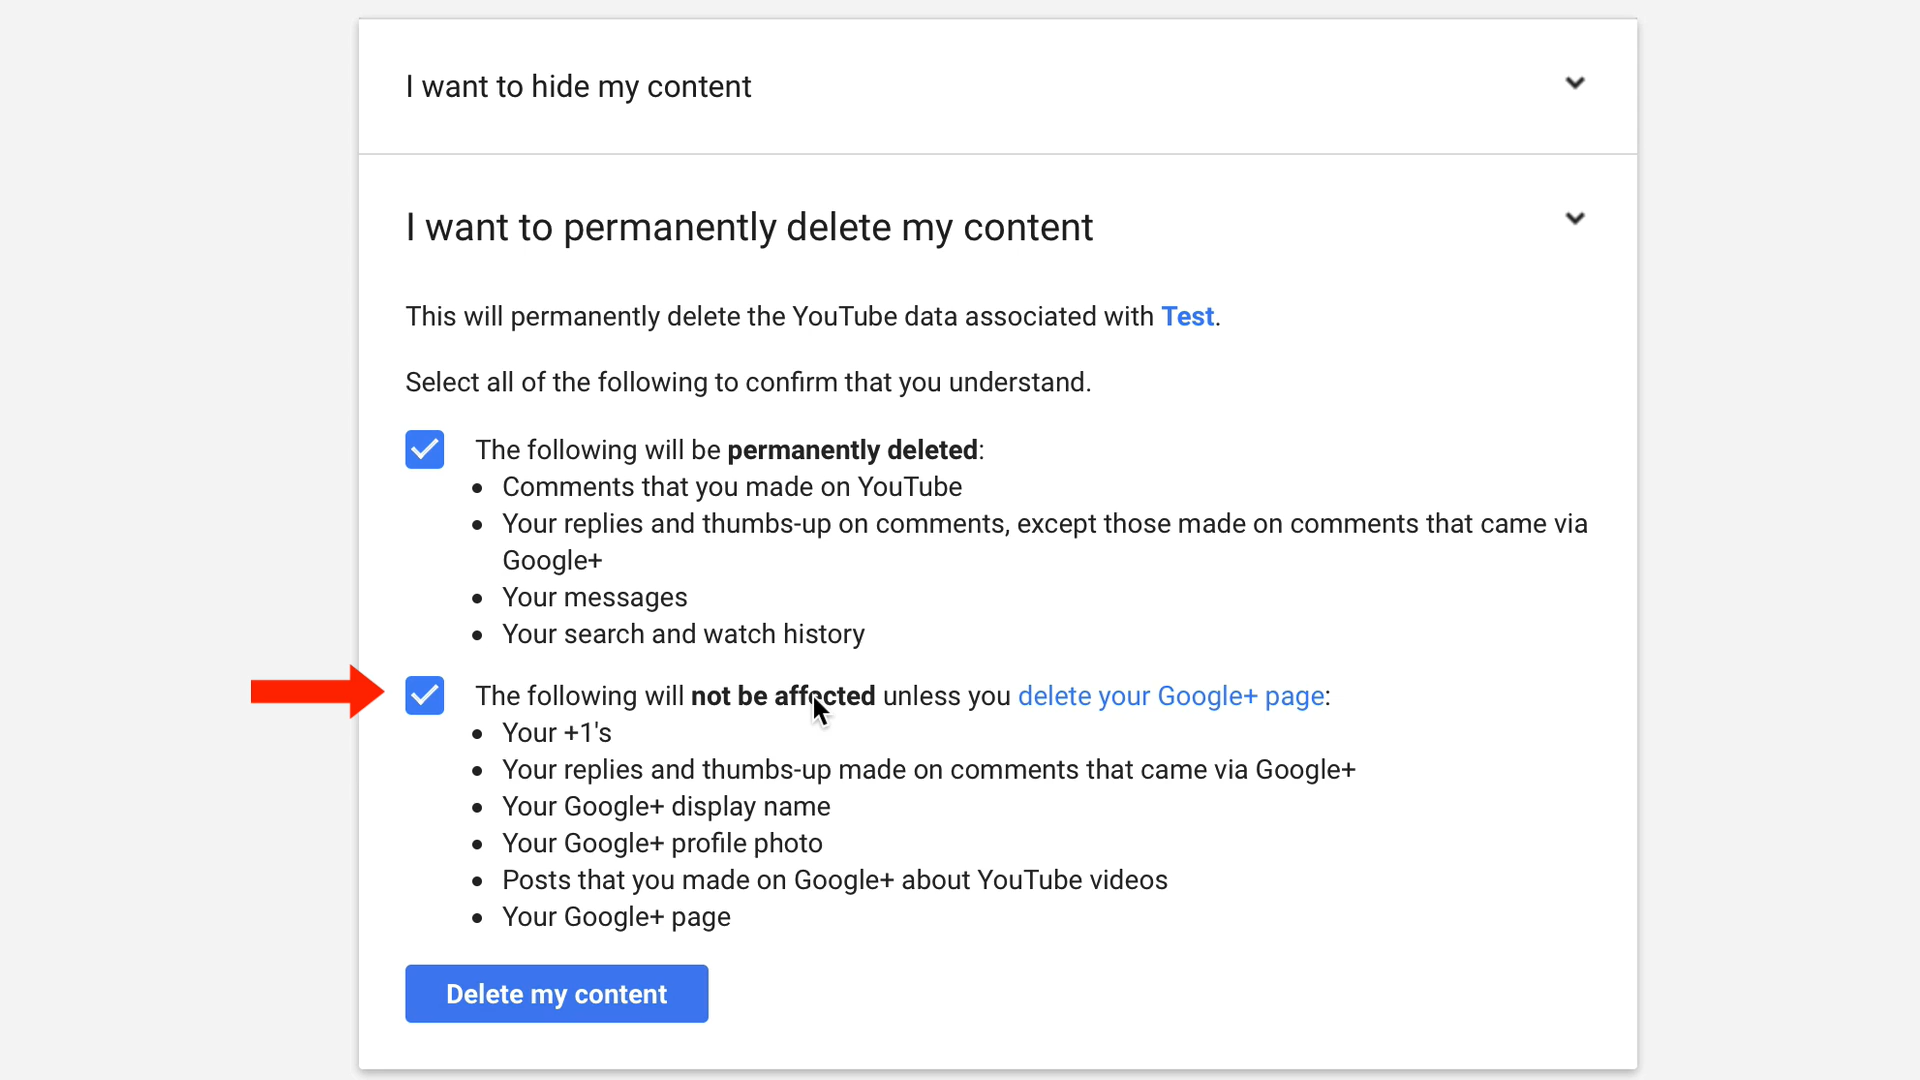 I want to hide my content
I want to permanently delete my content
This will permanently delete the YouTube data associated with Test.
Select all of the following to confirm that you understand.
The following will be permanently deleted:
• Comments that you made on YouTube
• Your replies and thumbs-up on comments, except those made on comments that came via
Google+
• Your messages
• Your search and watch history
The following will not be affected unless you delete your Google+ page:
• Your +1's
• Your replies and thumbs-up made on comments that came via Google+
• Your Google+ display name
• Your Google+ profile photo
• Posts that you made on Google+ about YouTube videos
• Your Google+ page
Delete my content